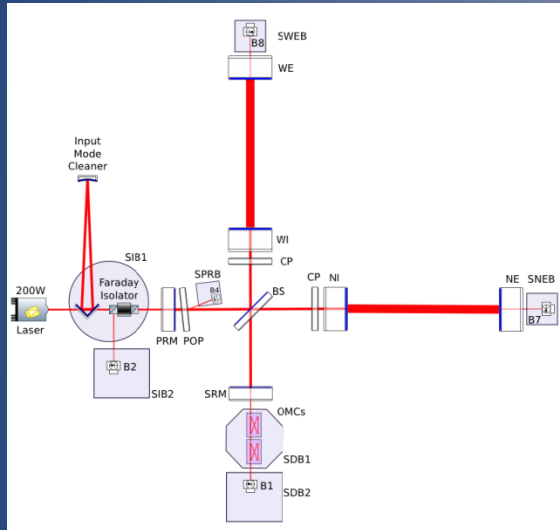 SWEB
B8
WE
Input
Mode
Cleaner
WI
CP
SIB1
SPRB
200W
Faraday
Isolator
B4
BS
CP
NI
NE
SNEB
Laser
PRM
POP
B7
B2
SIB2
SRM
OMCs
SDB1
B1
SDB2